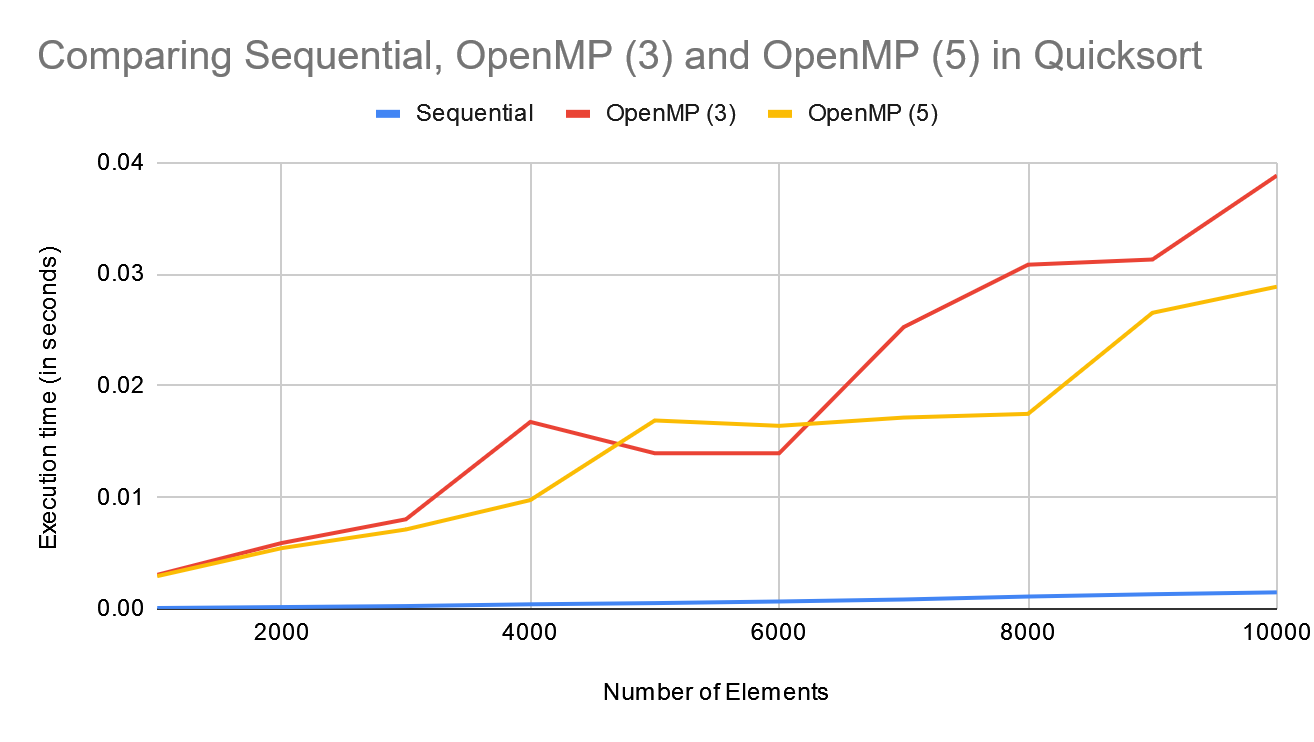 Comparing Sequential, OpenMP (3) and OpenMP (5) in Quicksort
Sequential OpenMP (3) OpenMP (5)
Execution time (in seconds)
0.04
0.03
0.02
0.01
0.00
2000 4000 6000 8000 10000
Number of Elements